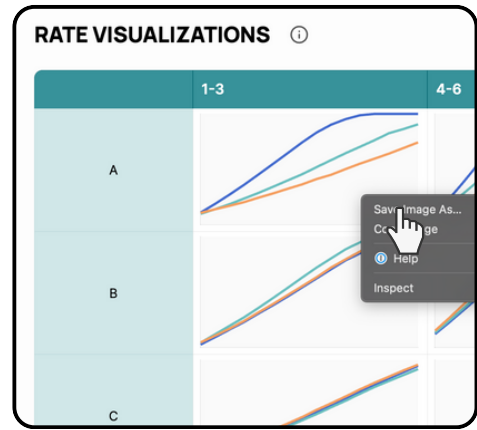 RATE VISUALIZATIONS
1-3 4-6
A
Save Image As...
Help
B
Inspect
C